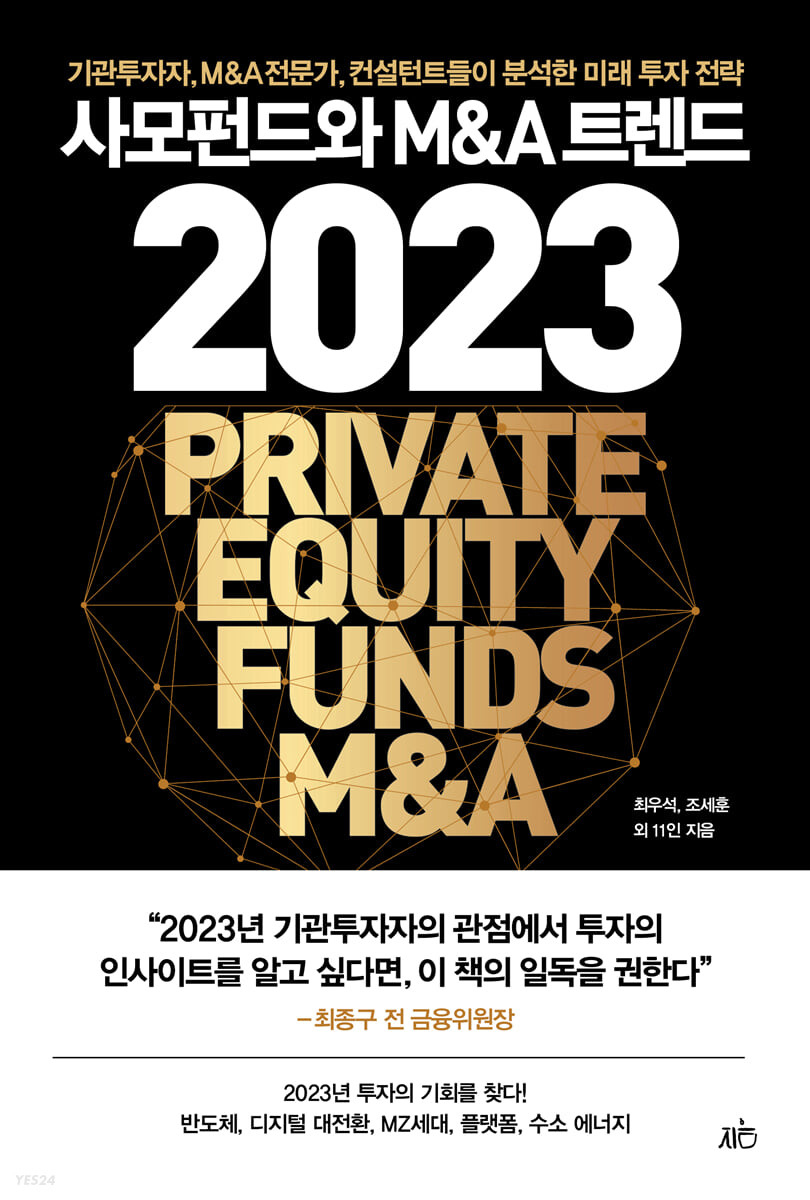 기관투자자, M&A 전문가, 컨설턴트들이 분석한 미래 투자 전략
사모펀드와 M&A 트렌드
2023
PRIVATE
EQUITY
FUNDS
M&A
최우석, 조세훈
외 11인 지음
“2023년 기관투자자의 관점에서 투자의
인사이트를 알고 싶다면, 이 책의 일독을 권한다”
– 최종구 전 금융위원장
2023년 투자의 기회를 찾다!
반도체, 디지털 대전환, MZ세대, 플랫폼, 수소 에너지
지음
YES24